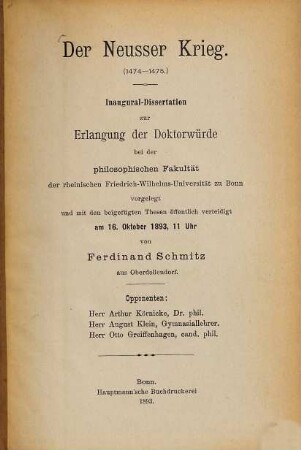 Der Neusser Krieg.
(1474—1475.)
Inaugural-Dissertation
zur
Erlangung der Doktorwürde
bei der
philosophischen Fakultät
der rheinischen Friedrich-Wilhelms-Universität zu Bonn
vorgelegt
und mit den beigefügten Thesen öffentlich verteidigt
am 16. Oktober 1893, 11 Uhr
von
Ferdinand Schmitz
aus Oberdollendorf.
Opponenten:
Herr Arthur Körnicke, Dr. phil.
Herr August Klein, Gymnasiallehrer.
Herr Otto Greiffenhagen, cand. phil.
Bonn.
Hauptmann'sche Buchdruckerei
1893.